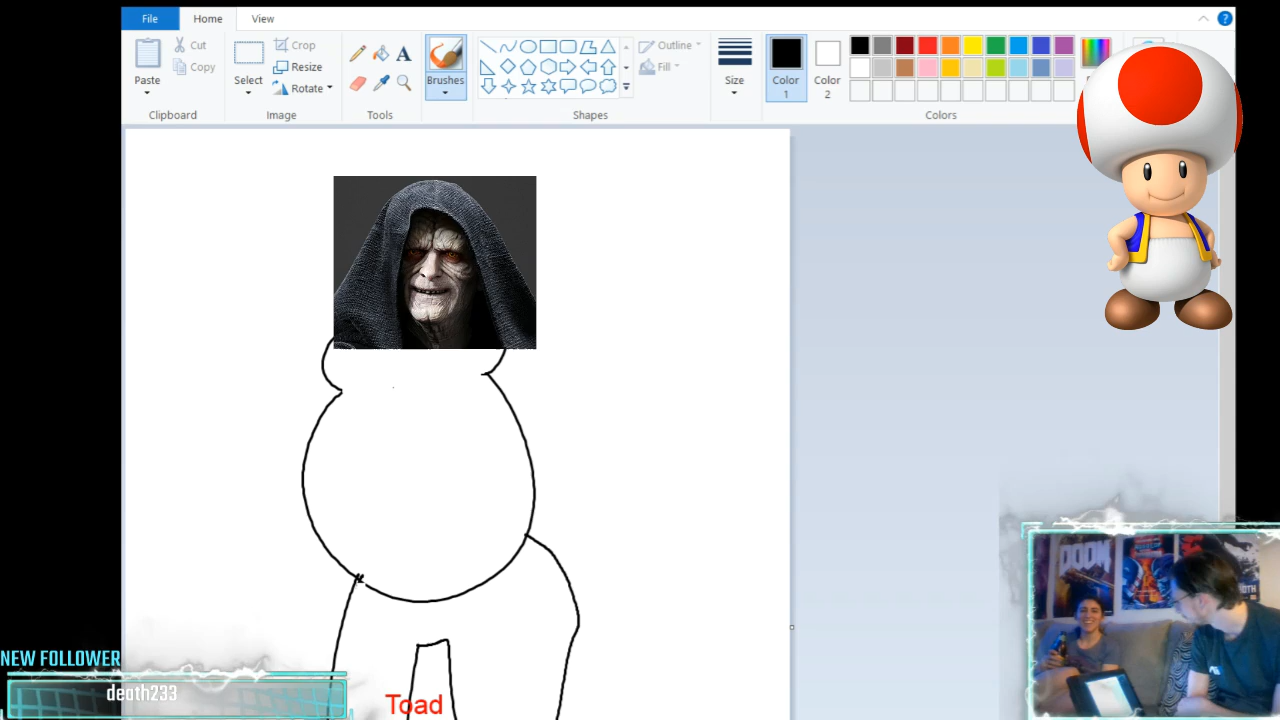 File Home View
Paste
Cut
Copy
Clipboard
Select
Crop
Resize
Rotate
Image
Tools
Brushes
Shapes
Outline
Fill
Size
Color
1
Color
2
Colors
DOOM
NEW FOLLOWER
death233
Toad